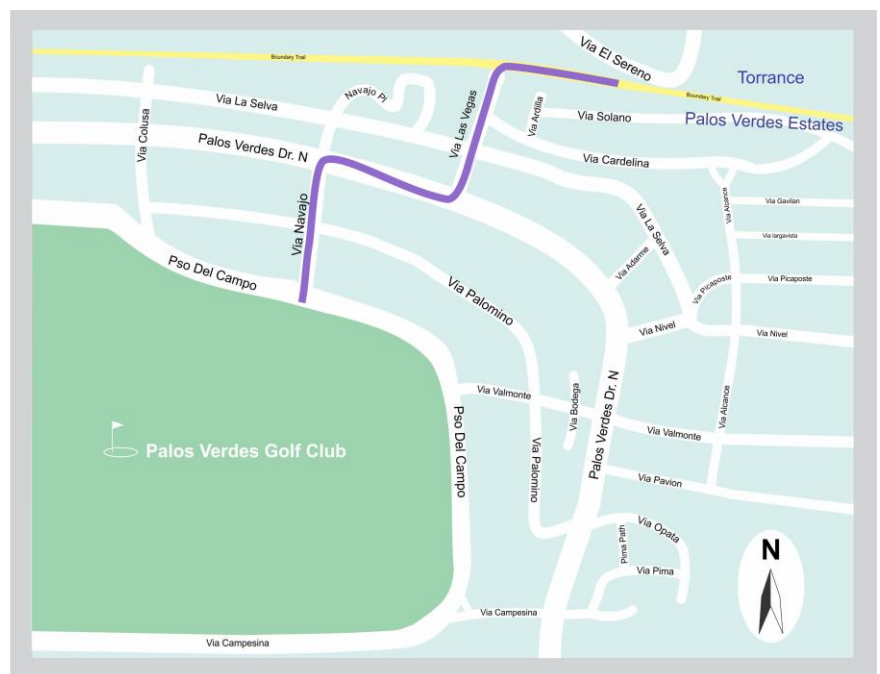 Via El Sereno
Boundary Trail
Torrance
Navajo Pl
Via La Selva
Boundary Trail
Via Las Vegas
Via Ardilla
Via Solano
Palos Verdes Estates
Via Colusa
Palos Verdes Dr. N
Via Cardelina
Via Alcance
Via Gavilan
Via Navajo
Via La Selva
Via largavista
Via Adarme
Pso Del Campo
Via Palomino
Via Picaposte
Via Picaposte
Via Nivel
Via Nivel
Via Valmonte
Via Bodega
Palos Verdes Dr. N
Via Alcance
Pso Del Campo
Via Valmonte
Palos Verdes Golf Club
Via Palomino
Via Pavion
Via Opata
Pima Path
N
Via Pima
Via Campesina
Via Campesina